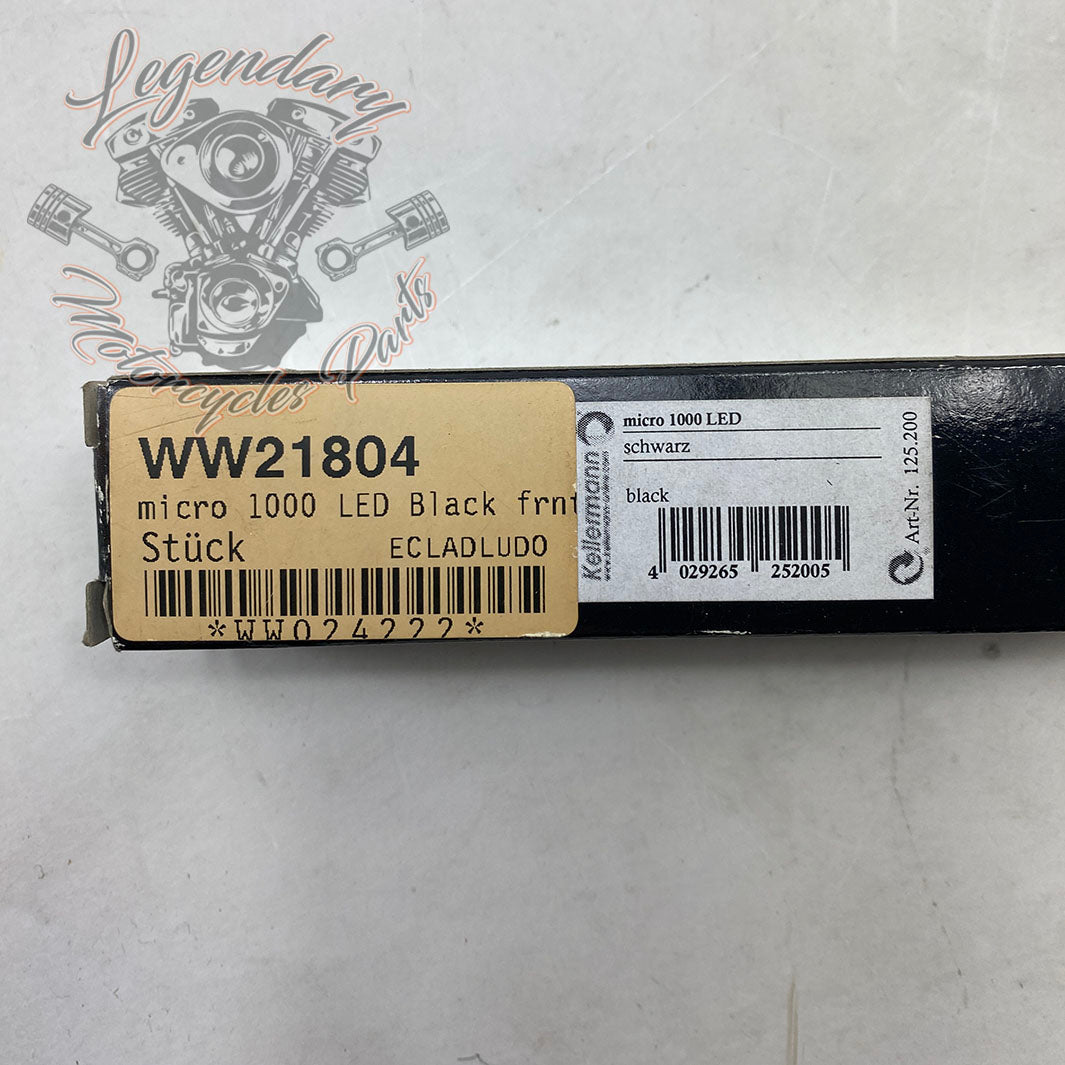 Legendary
Motorcycles Parts
WW21804
micro 1000 LED Black frnt
Stück ECLADLUDO
*WW024222*
Kellermann
micro 1000 LED
schwarz
black
4 029265 252005
Art-Nr. 125.200